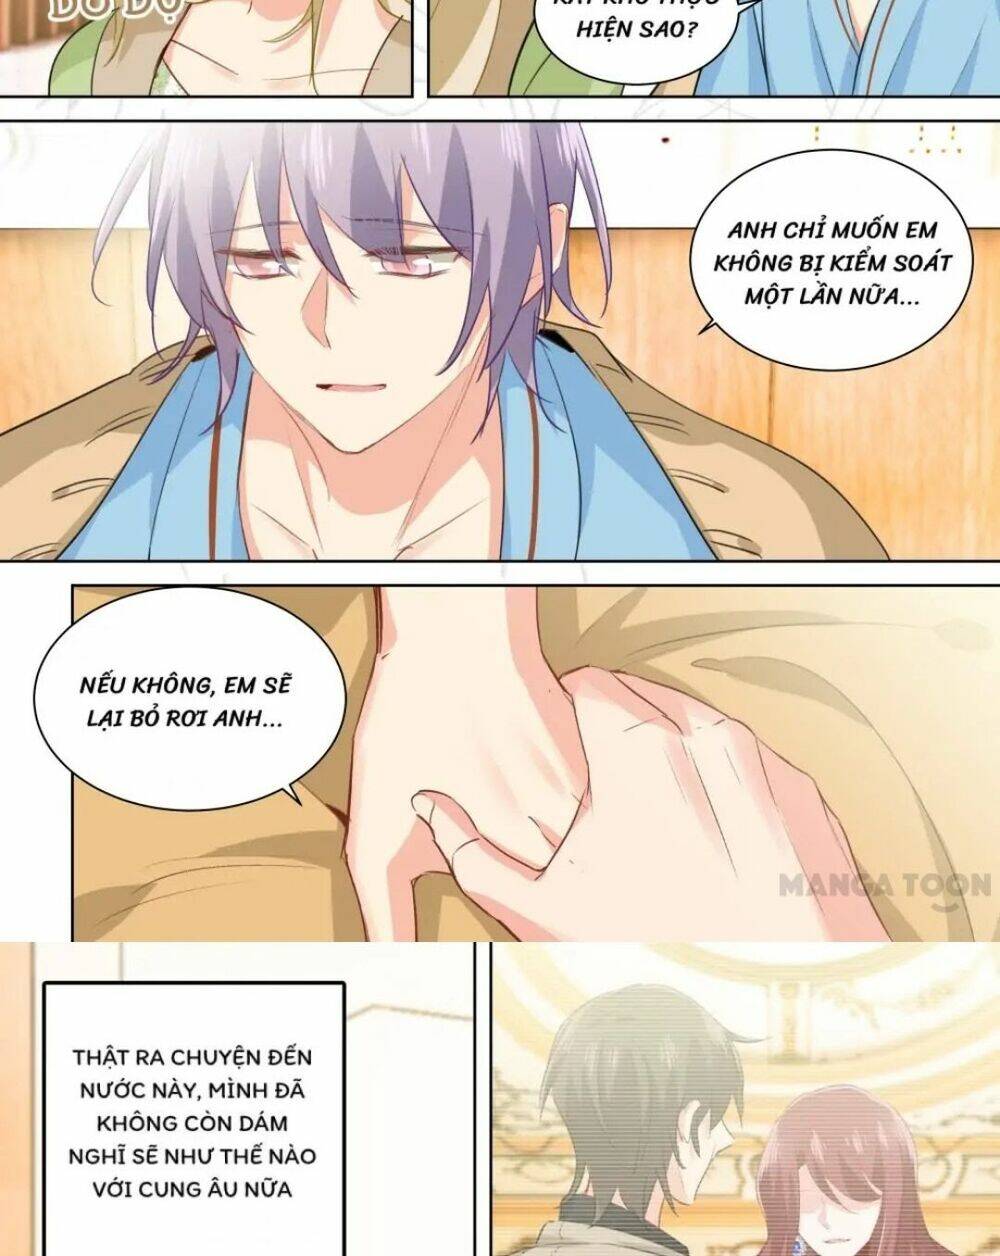 DO DỰ
HIỆN SAO?
ANH CHỈ MUỐN EM
KHÔNG BỊ KIỂM SOÁT
MỘT LẦN NỮA...
NẾU KHÔNG, EM SẼ
LẠI BỎ RƠI ANH...
MANGA TOON
THẬT RA CHUYỆN ĐẾN
NƯỚC NÀY, MÌNH ĐÃ
KHÔNG CÒN DÁM
NGHĨ SẼ NHƯ THẾ NÀO
VỚI CUNG ÂU NỮA